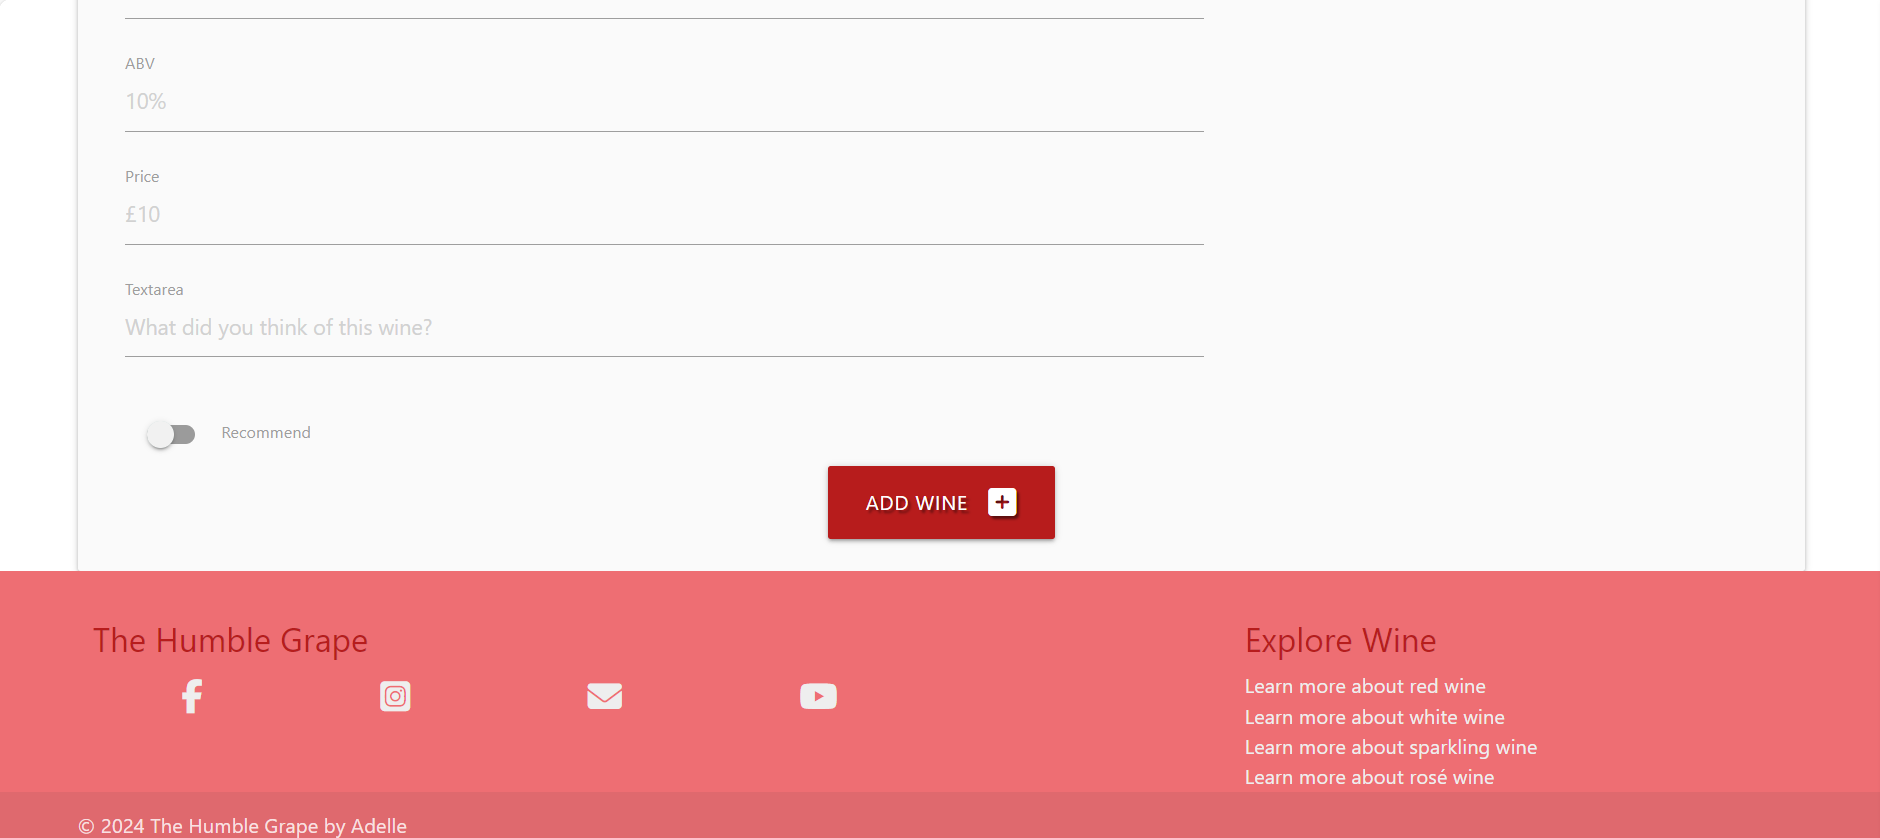 ABV
10%
Price
£10
Textarea
What did you think of this wine?
Recommend
ADD WINE
The Humble Grape
Explore Wine
Learn more about red wine
Learn more about white wine
Learn more about sparkling wine
Learn more about rosé wine
© 2024 The Humble Grape by Adelle